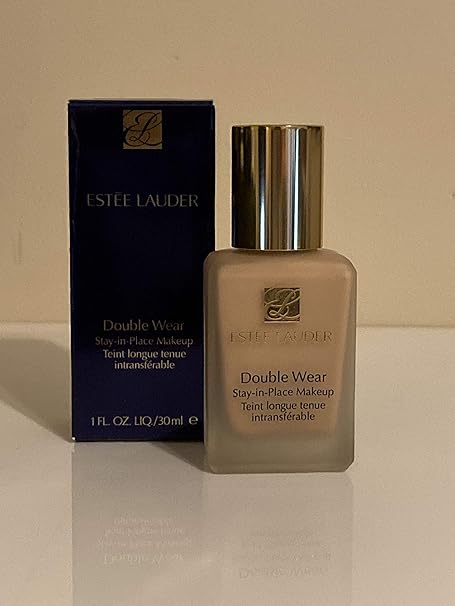 ESTĒE LAUDER
Double Wear
Stay-in-Place Makeup
Teint longue tenue
intransférable
1 FL. OZ. LIQ./30ml e
ESTĒE LAUDER
Double Wear
Stay-in-Place Makeup
Teint longue tenue
intransférable